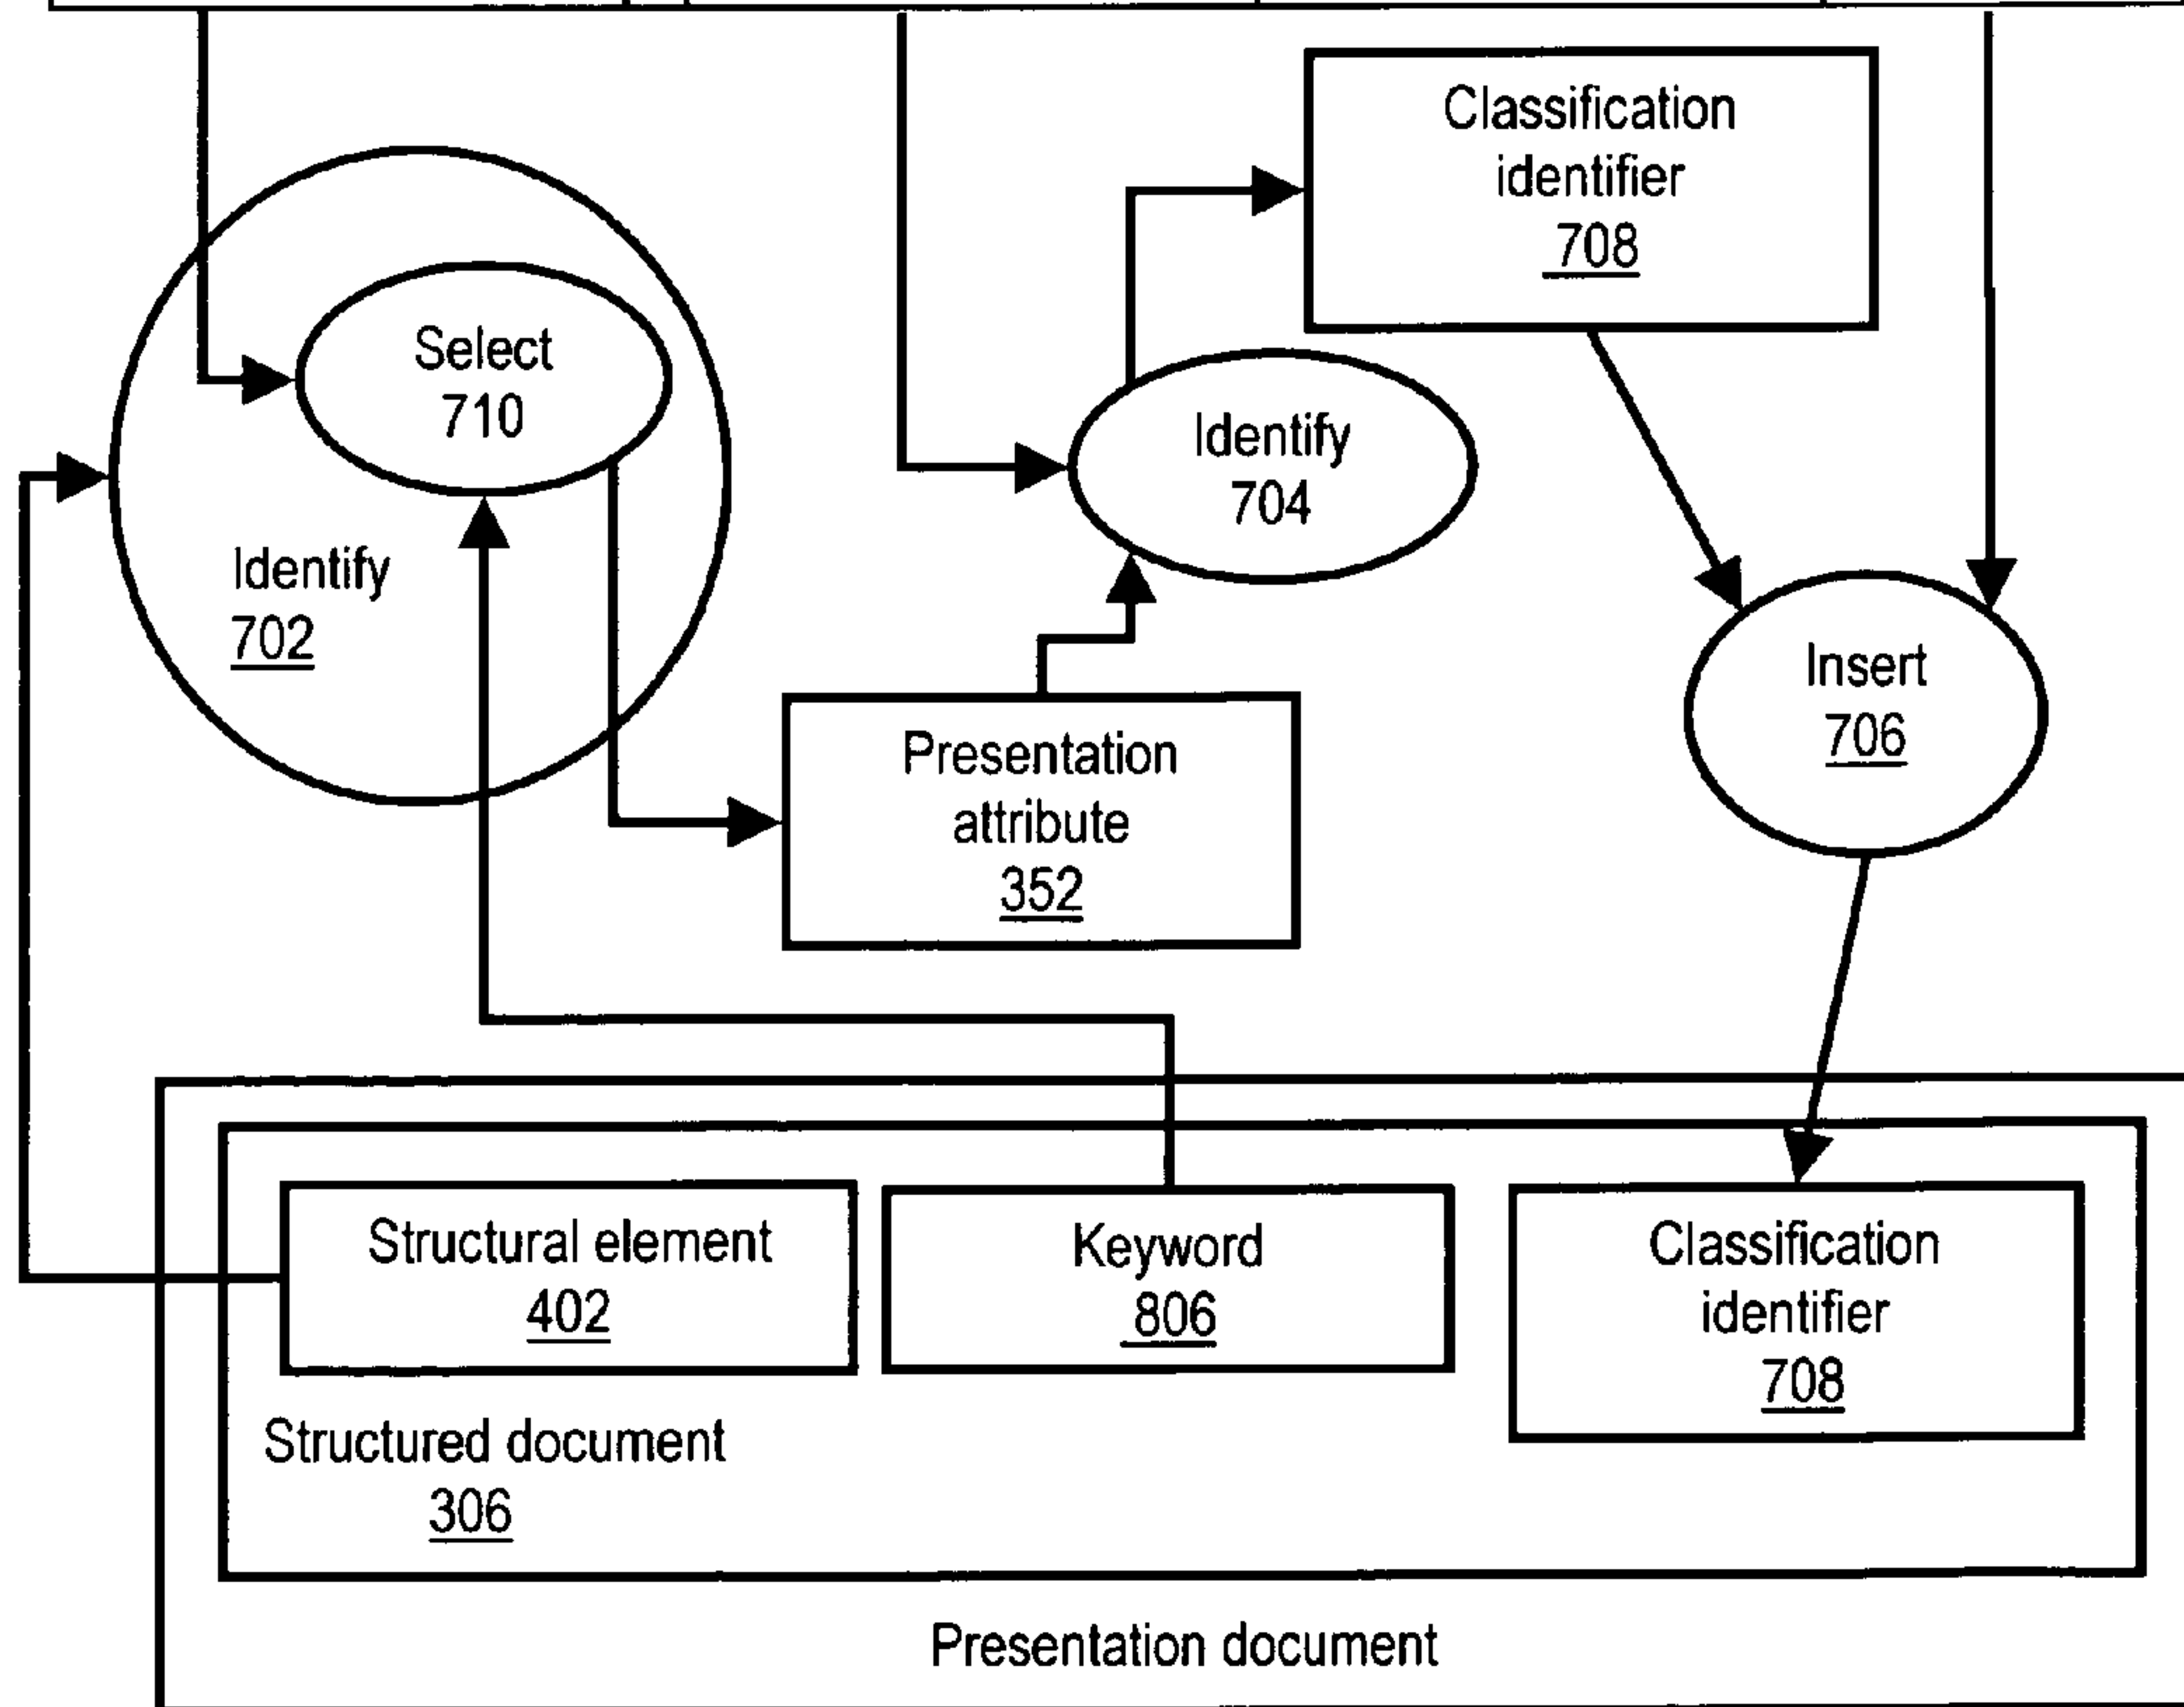 Classification
identifier
708
Select
710
Identify
704
Identify
702
Insert
706
Presentation
attribute
352
Structural element
402
Keyword
806
Classification
identifier
708
Structured document
306
Presentation document